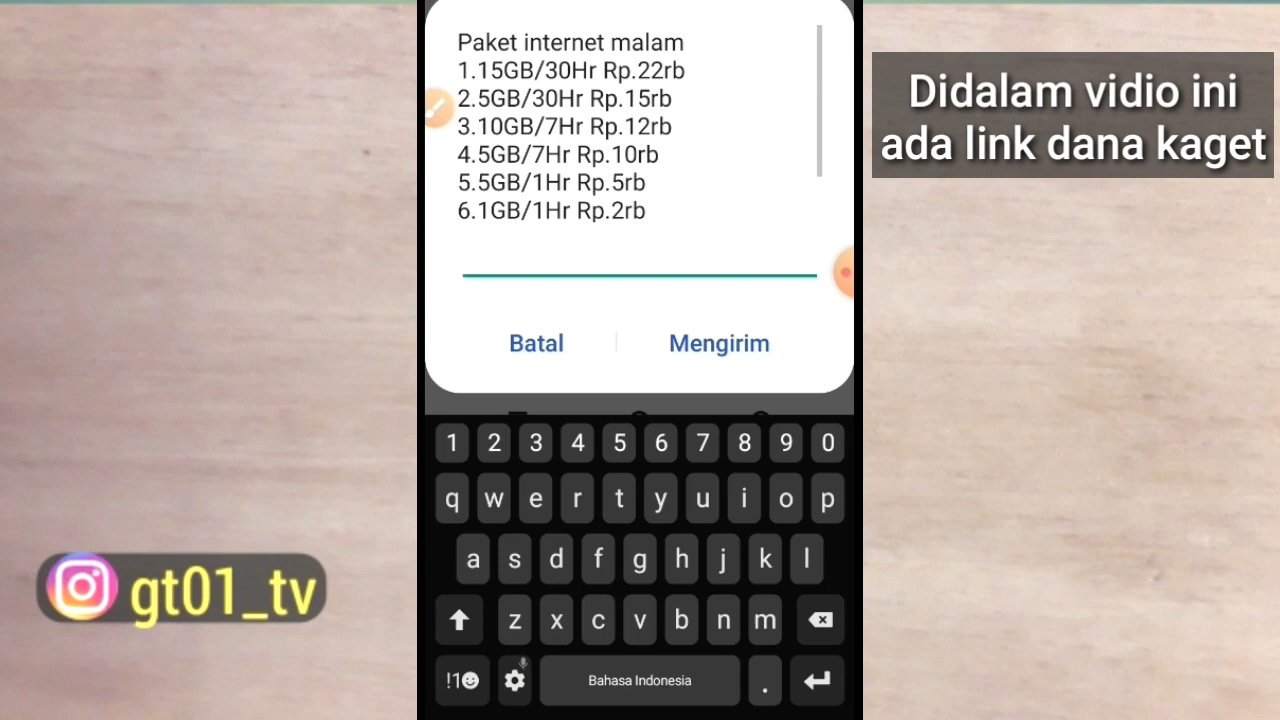 Paket internet malam
1.15GB/30Hr Rp.22rb
2.5GB/30Hr Rp.15rb
3.10GB/7Hr Rp.12rb
4.5GB/7Hr Rp.10rb
5.5GB/1Hr Rp.5rb
6.1GB/1Hr Rp.2rb
Batal
Mengirim
Didalam vidio ini
ada link dana kaget
gt01_tv
1 2 3 4 5 6 7 8 9 0
q w e r t y u i o p
a s d f g h j k l
z x c v b n m
!1☺ Bahasa Indonesia .